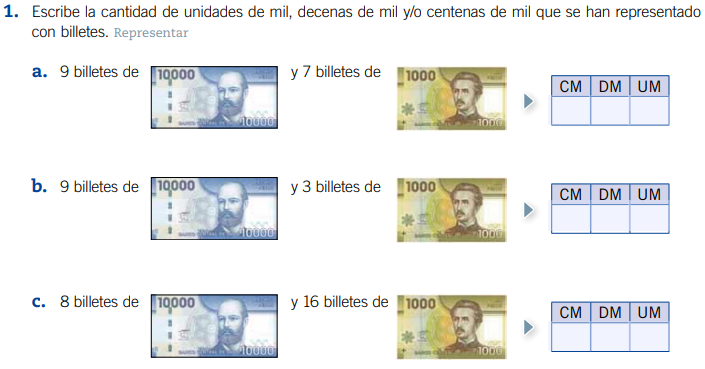 1. Escribe la cantidad de unidades de mil, decenas de mil y/o centenas de mil que se han representado
con billetes. Representar
a. 9 billetes de 10000 10000 y 7 billetes de 1000 1000 CM DM UM
b. 9 billetes de 10000 10000 y 3 billetes de 1000 1000 CM DM UM
c. 8 billetes de 10000 10000 y 16 billetes de 1000 1000 CM DM UM